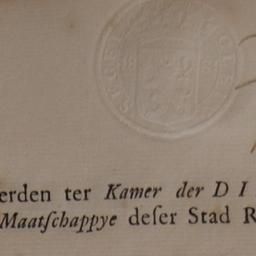 erden ter Kamer der D I
Maatſchappye deſer Stad R